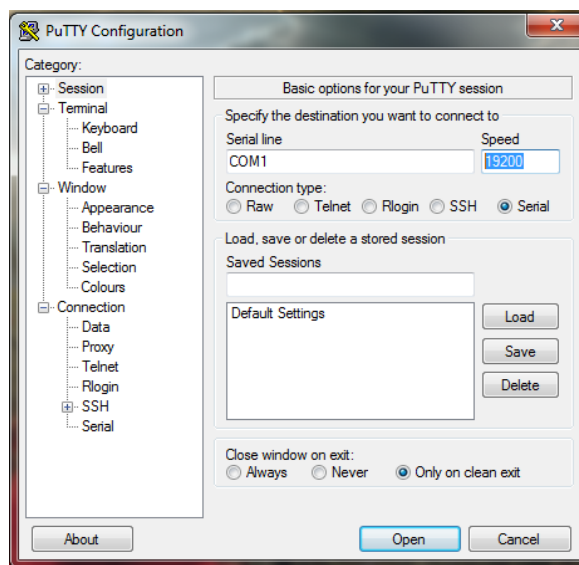 PuTTY Configuration
Category:
Session
Terminal
Keyboard
Bell
Features
Window
Appearance
Behaviour
Translation
Selection
Colours
Connection
Data
Proxy
Telnet
Rlogin
SSH
Serial
Basic options for your PuTTY session
Specify the destination you want to connect to
Serial line Speed
COM1 19200
Connection type:
Raw Telnet Rlogin SSH Serial
Load, save or delete a stored session
Saved Sessions
Default Settings
Load
Save
Delete
Close window on exit:
Always Never Only on clean exit
About Open Cancel